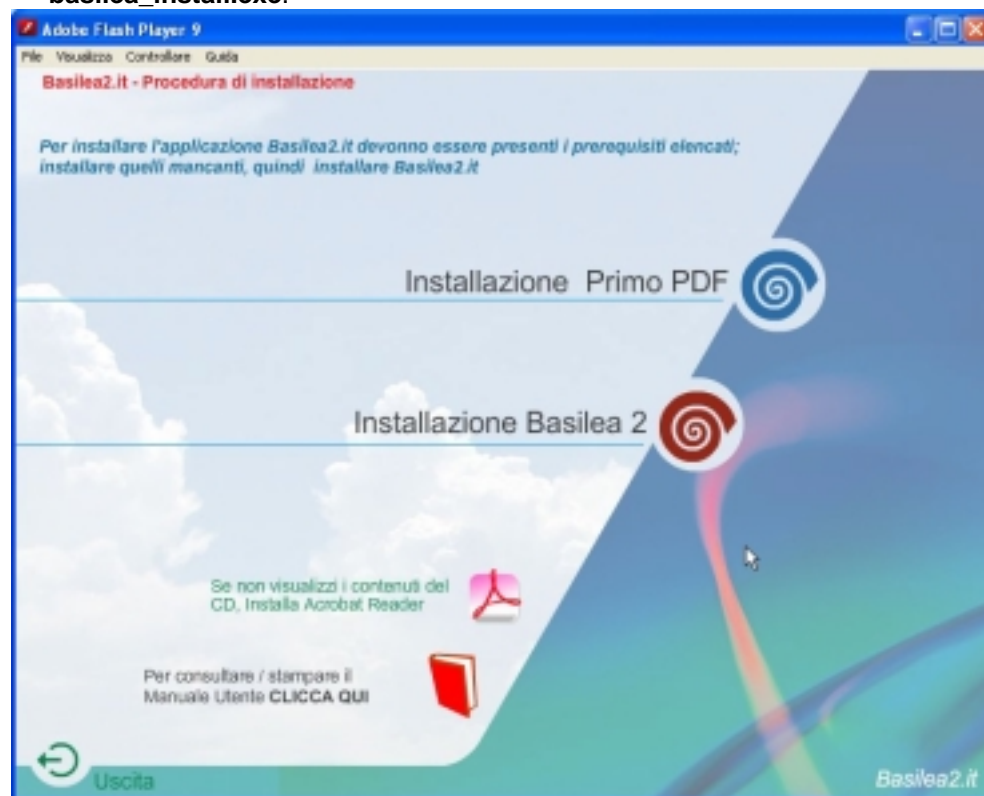 basilea_install.exe.
Adobe Flash Player 9
File Visualizza Controllare Guida
Basilea2.it - Procedura di installazione
Per installare l'applicazione Basilea2.it devonno essere presenti i prerequisiti elencati;
installare quelli mancanti, quindi installare Basilea2.it
Installazione Primo PDF
Installazione Basilea 2
Se non visualizzi i contenuti del
CD, Installa Acrobat Reader
Per consultare / stampare il
Manuale Utente CLICCA QUI
Uscita
Basilea2.it